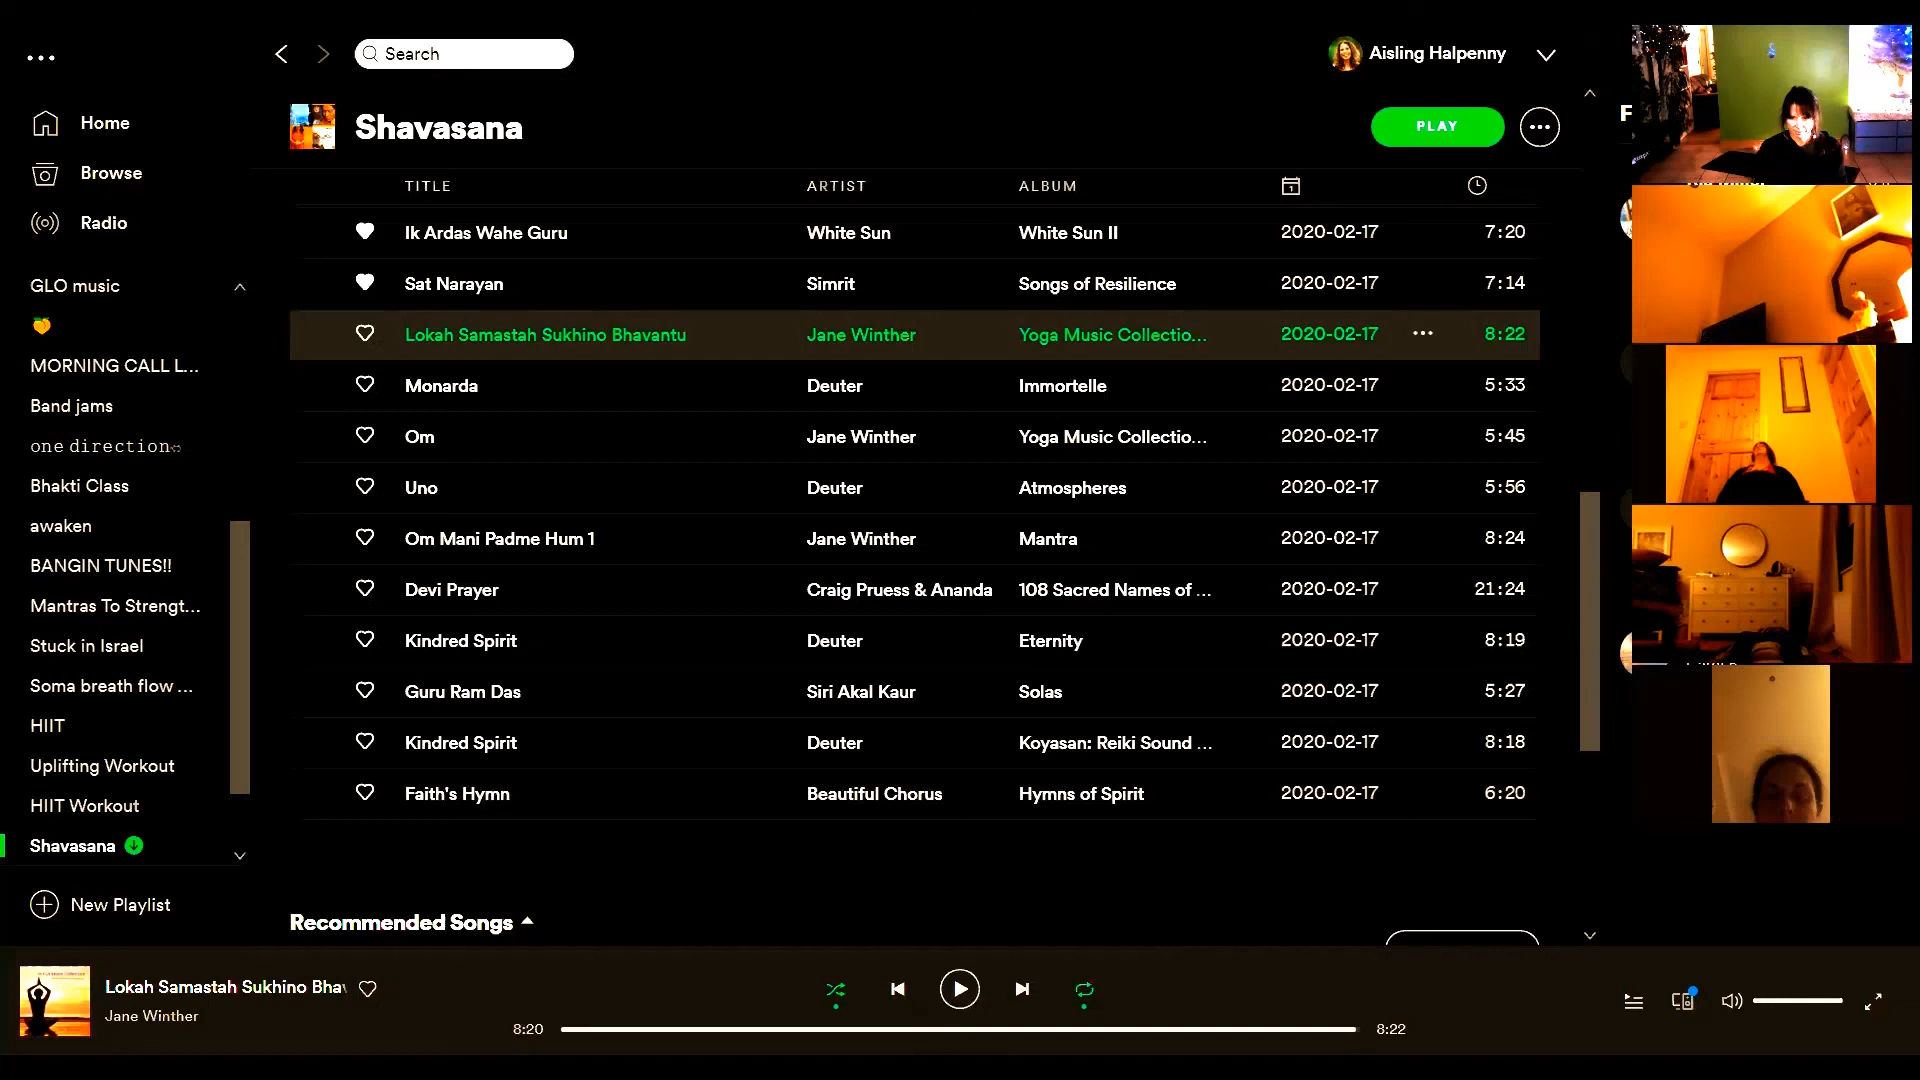 Search
Aisling Halpenny
Home
Browse
Radio
GLO music
MORNING CALL L...
Band jams
one direction
Bhakti Class
awaken
BANGIN TUNES!!
Mantras To Strengt...
Stuck in Israel
Soma breath flow ...
HIIT
Uplifting Workout
HIIT Workout
Shavasana
New Playlist
Shavasana
PLAY
F
TITLE ARTIST ALBUM
Ik Ardas Wahe Guru White Sun White Sun II 2020-02-17 7:20
Sat Narayan Simrit Songs of Resilience 2020-02-17 7:14
Lokah Samastah Sukhino Bhavantu Jane Winther Yoga Music Collectio... 2020-02-17 8:22
Monarda Deuter Immortelle 2020-02-17 5:33
Om Jane Winther Yoga Music Collectio... 2020-02-17 5:45
Uno Deuter Atmospheres 2020-02-17 5:56
Om Mani Padme Hum 1 Jane Winther Mantra 2020-02-17 8:24
Devi Prayer Craig Pruess & Ananda 108 Sacred Names of ... 2020-02-17 21:24
Kindred Spirit Deuter Eternity 2020-02-17 8:19
Guru Ram Das Siri Akal Kaur Solas 2020-02-17 5:27
Kindred Spirit Deuter Koyasan: Reiki Sound ... 2020-02-17 8:18
Faith's Hymn Beautiful Chorus Hymns of Spirit 2020-02-17 6:20
Recommended Songs
Lokah Samastah Sukhino Bha
Jane Winther
8:20
8:22